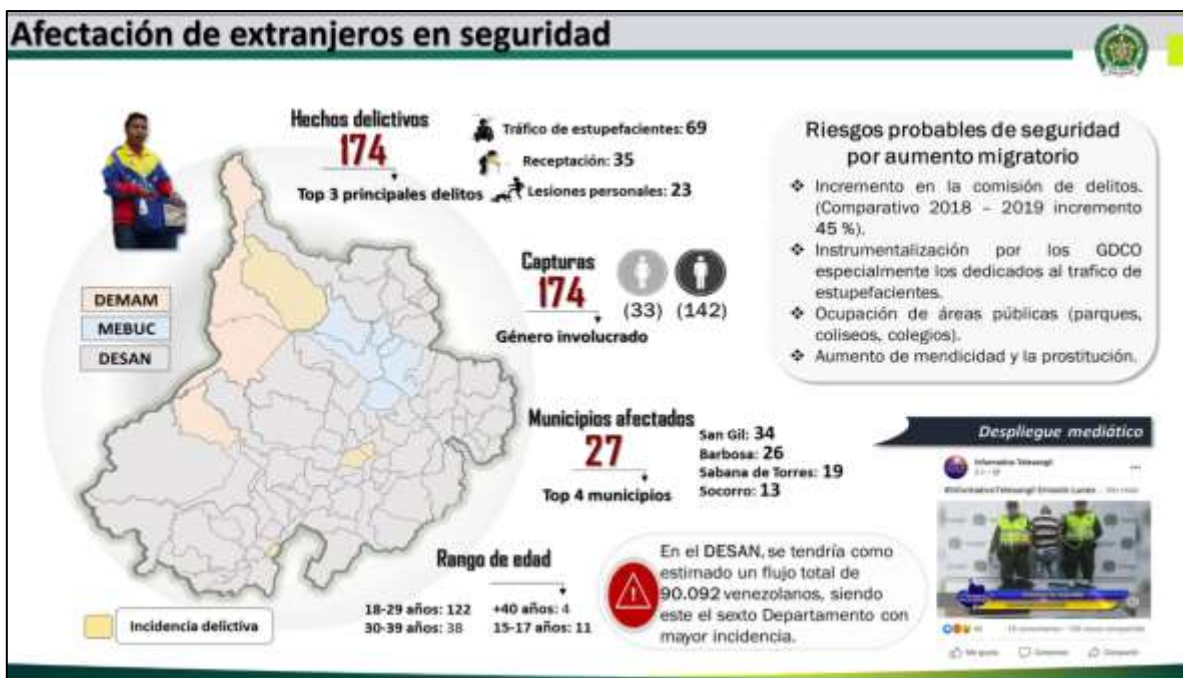 Afectación de extranjeros en seguridad
Hechos delictivos
174
Top 3 principales delitos
Tráfico de estupefacientes: 69
Receptación: 35
Lesiones personales: 23
Capturas
174
Género involucrado
(33) (142)
DEMAM
MEBUC
DESAN
Municipios afectados
27
Top 4 municipios
San Gil: 34
Barbosa: 26
Sabana de Torres: 19
Socorro: 13
Rango de edad
18-29 años: 122 +40 años: 4
30-39 años: 38 15-17 años: 11
Incidencia delictiva
En el DESAN, se tendría como
estimado un flujo total de
90.092 venezolanos, siendo
este el sexto Departamento con
mayor incidencia.
Riesgos probables de seguridad
por aumento migratorio
❖ Incremento en la comisión de delitos.
(Comparativo 2018 – 2019 incremento
45 %).
❖ Instrumentalización por los GDCO
especialmente los dedicados al trafico de
estupefacientes.
❖ Ocupación de áreas públicas (parques,
coliseos, colegios).
❖ Aumento de mendicidad y la prostitución.
Despliegue mediático
Me gusta Comentar Compartir